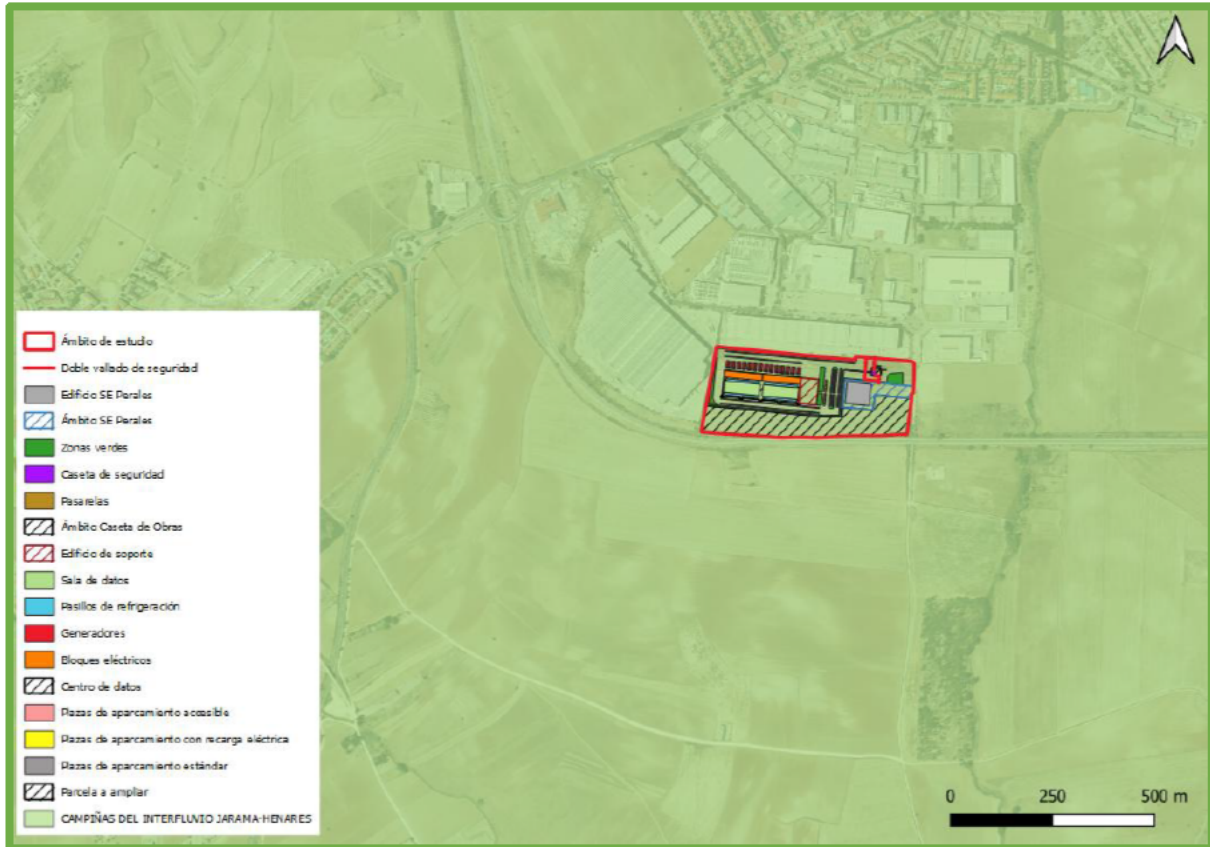 Ámbito de estudio
Doble vallado de seguridad
Edificio SE Perales
Ámbito SE Perales
Zonas verdes
Caseta de seguridad
Pasarelas
Ámbito Caseta de Obras
Edificio de soporte
Sala de datos
Pasillos de refrigeración
Generadores
Bloques eléctricos
Centro de datos
Plazas de aparcamiento accesible
Plazas de aparcamiento con recarga eléctrica
Plazas de aparcamiento estándar
Parcela a ampliar
CAMPIÑAS DEL INTERFLUVIO JARAMA-HENARES
0 250 500 m